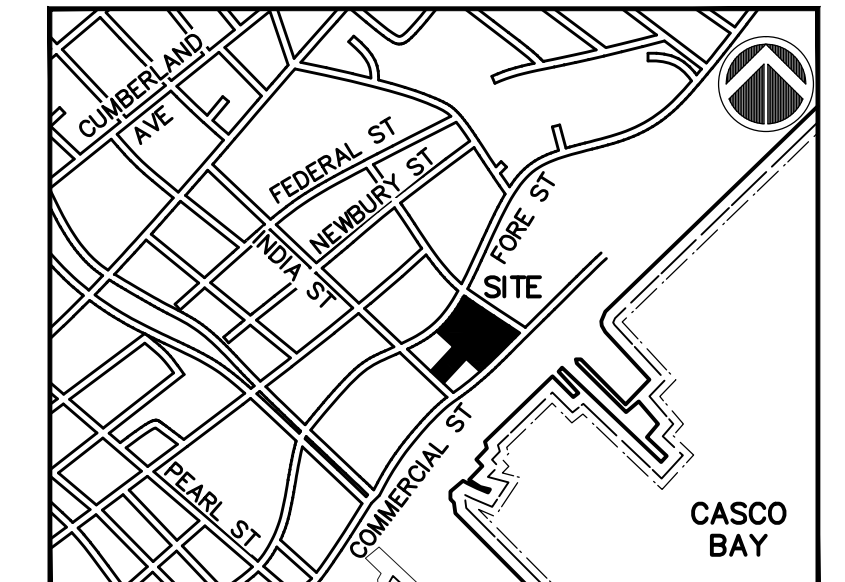 CUMBERLAND
AVE
FEDERAL ST
NEWBURY ST
INDIA ST
FORE ST
SITE
COMMERCIAL ST
PEARL ST
CASCO
BAY